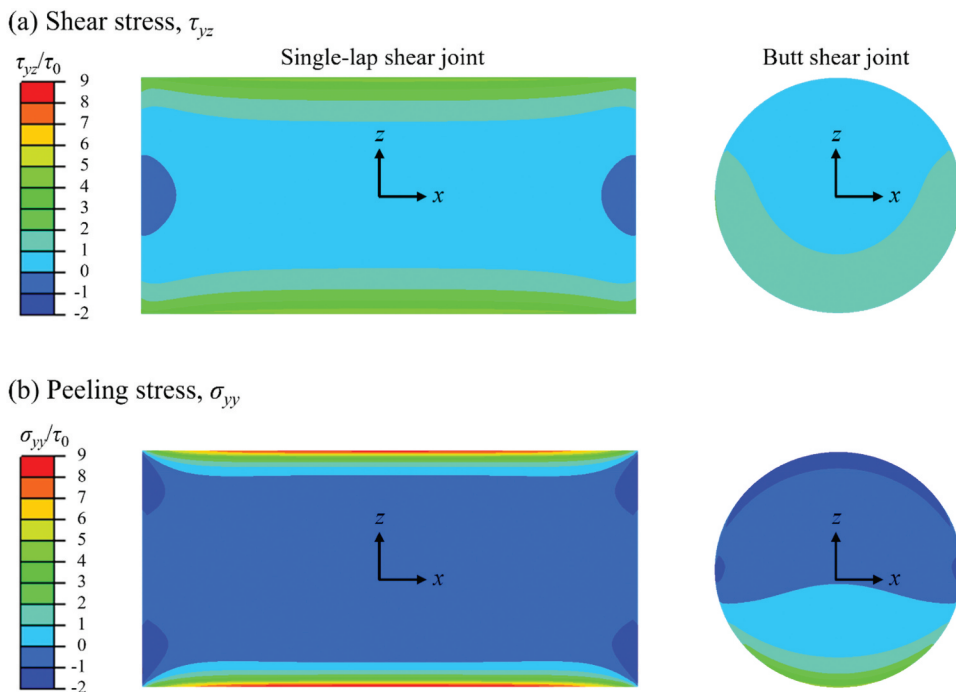 (a) Shear stress, τyz
Single-lap shear joint
Butt shear joint
τyz/τ0
9
8
7
6
5
4
3
2
1
0
-1
-2
z
x
z
x
(b) Peeling stress, σyy
σyy/τ0
9
8
7
6
5
4
3
2
1
0
-1
-2
z
x
z
x